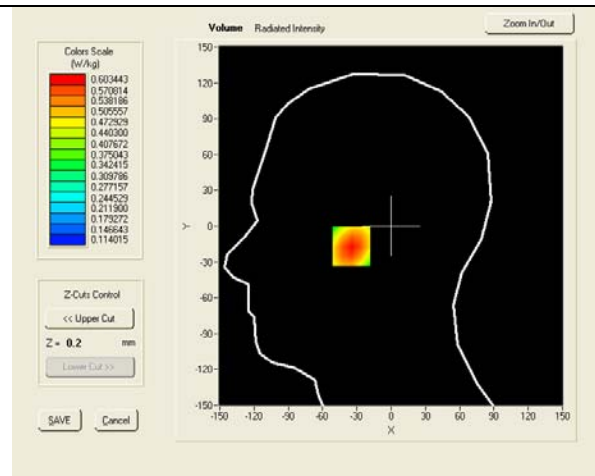 Volume Radiated Intensity
Zoom In/Out
Colors Scale
(W/kg)
0.603443
0.570814
0.538186
0.505557
0.472929
0.440300
0.407672
0.375043
0.342415
0.309786
0.277157
0.244529
0.211900
0.179272
0.146643
0.114015
Z-Cuts Control
<< Upper Cut
Z = 0.2 mm
Lower Cut >>
SAVE Cancel
150
120
90
60
30
0
-30
-60
-90
-120
-150
Y
-150 -120 -90 -60 -30 0 30 60 90 120 150
X